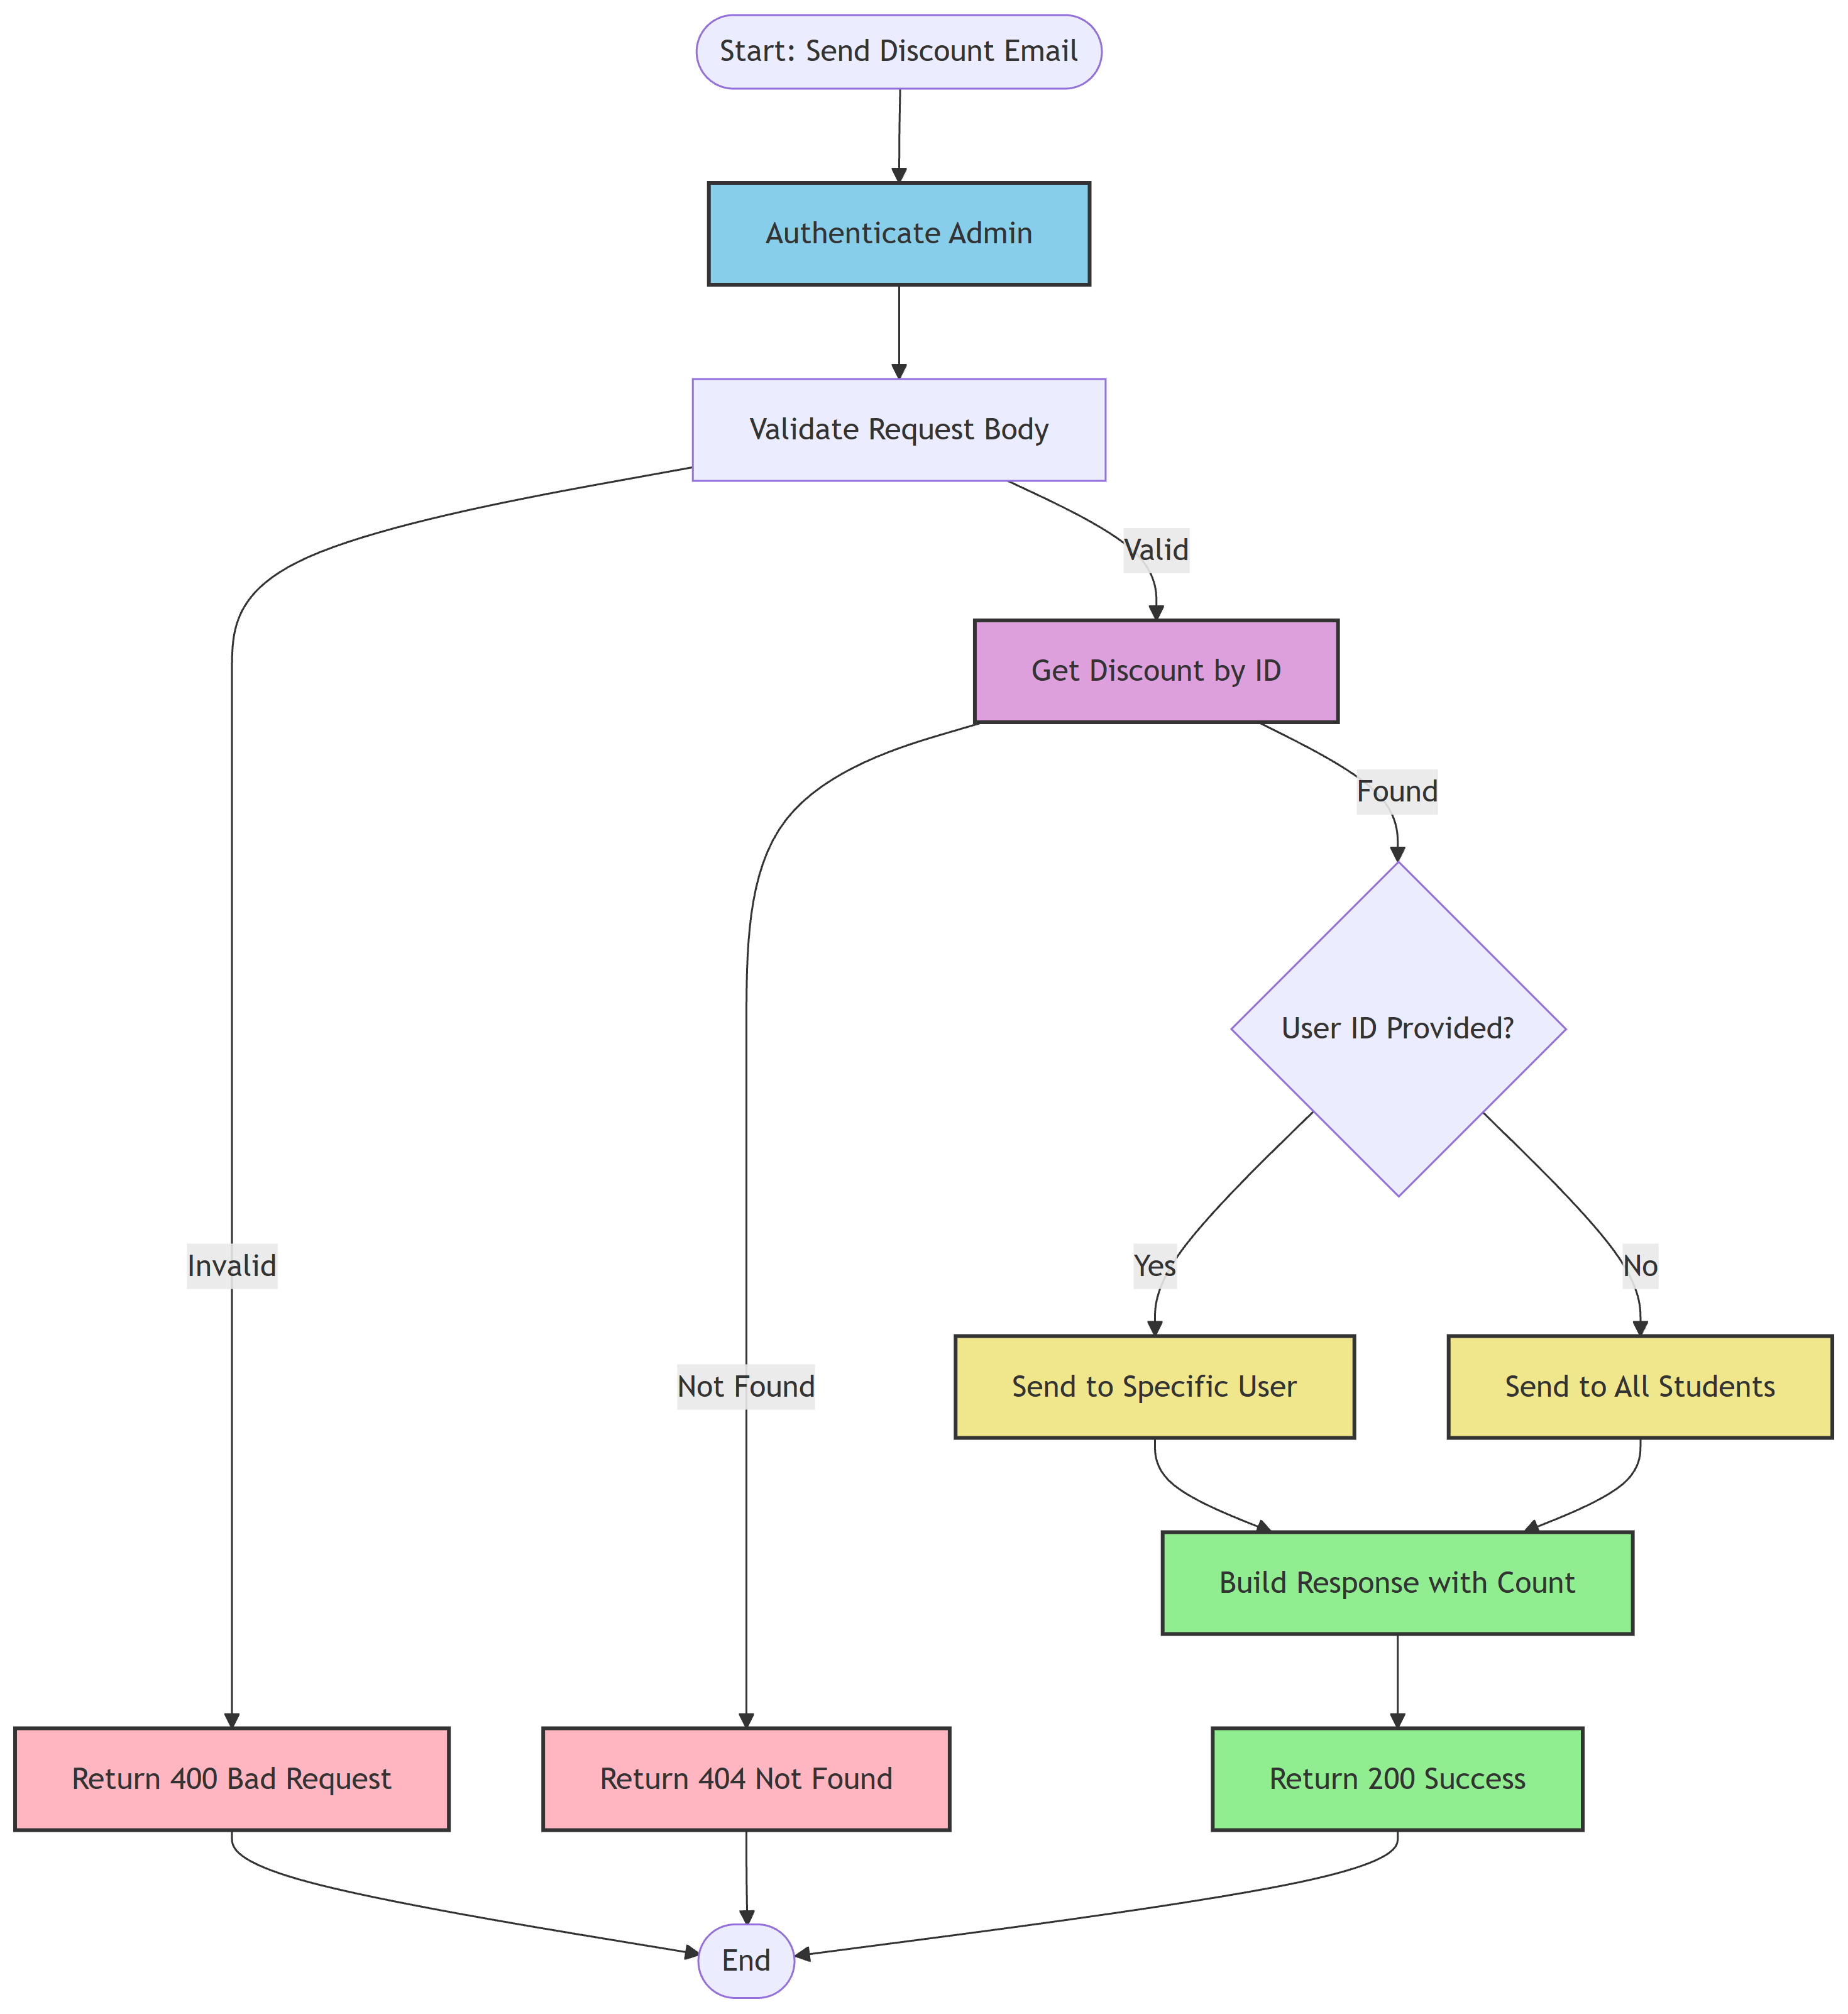 Start: Send Discount Email
Authenticate Admin
Validate Request Body
Valid
Get Discount by ID
Found
User ID Provided?
Invalid
Yes
No
Not Found
Send to Specific User
Send to All Students
Build Response with Count
Return 400 Bad Request
Return 404 Not Found
Return 200 Success
End